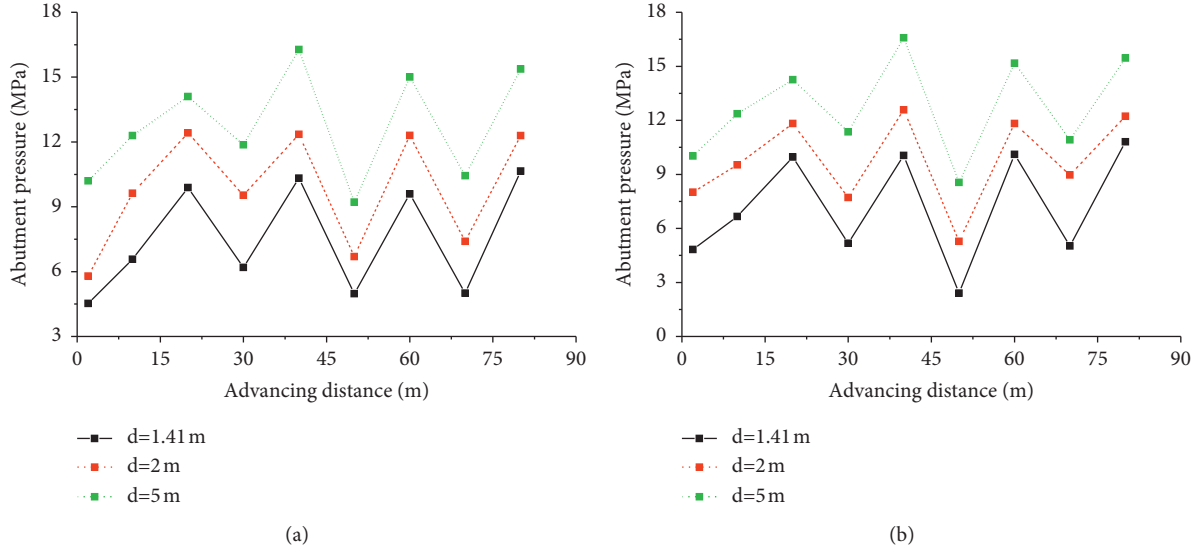 18
15
12
9
6
3
Abutment pressure (MPa)
0 15 30 45 60 75 90
Advancing distance (m)
d=1.41 m
d=2 m
d=5 m
(a)
18
15
12
9
6
3
0
Abutment pressure (MPa)
0 15 30 45 60 75 90
Advancing distance (m)
d=1.41 m
d=2 m
d=5 m
(b)